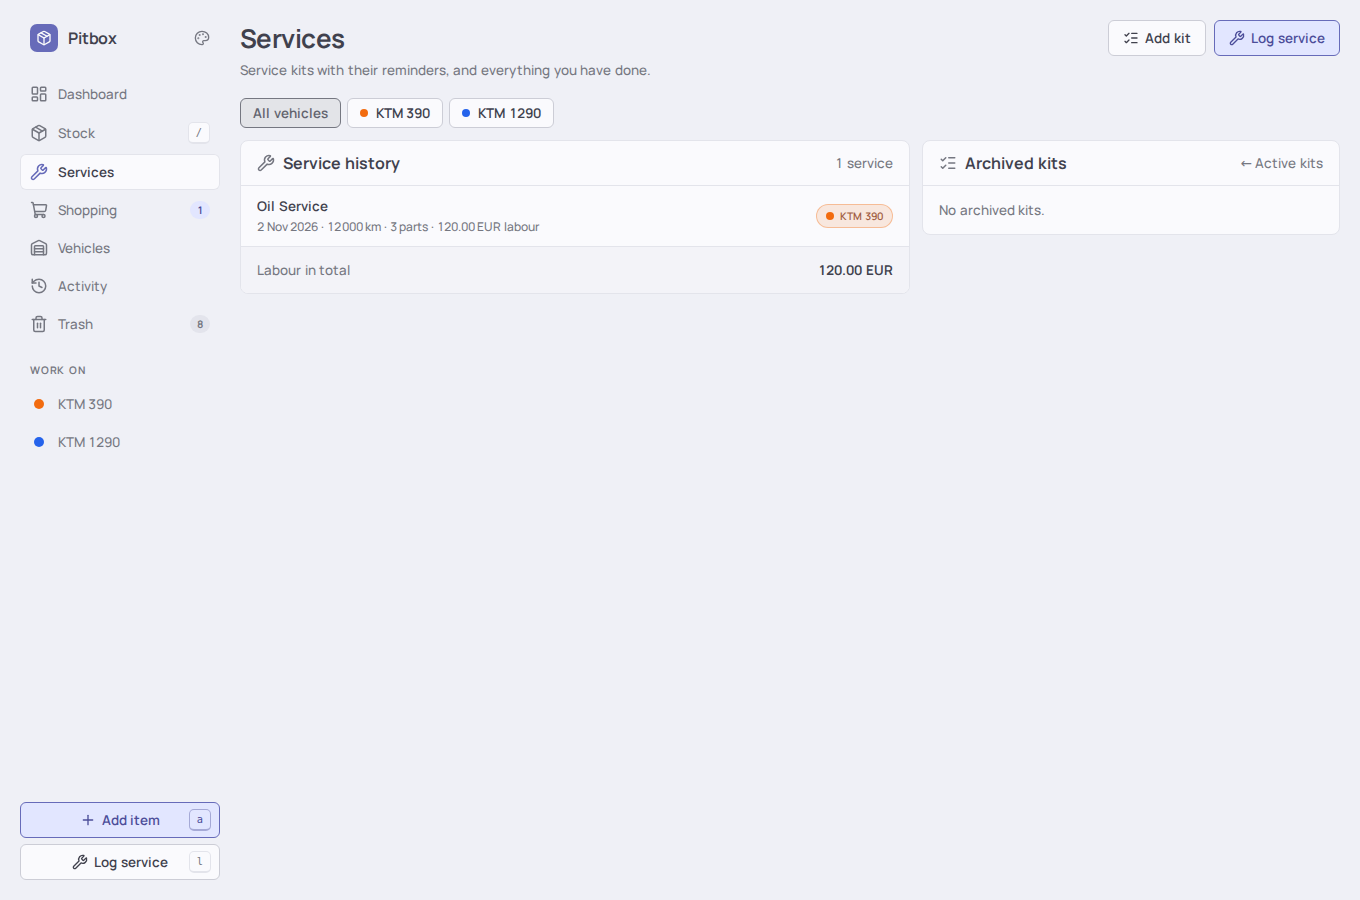 Pitbox
Dashboard
Stock /
Services
Shopping 1
Vehicles
Activity
Trash 8
WORK ON
KTM 390
KTM 1290
Add item a
Log service l
Services
Service kits with their reminders, and everything you have done.
Add kit
Log service
All vehicles KTM 390 KTM 1290
Service history 1 service
Oil Service
2 Nov 2026 · 12 000 km · 3 parts · 120.00 EUR labour
KTM 390
Labour in total 120.00 EUR
Archived kits ← Active kits
No archived kits.